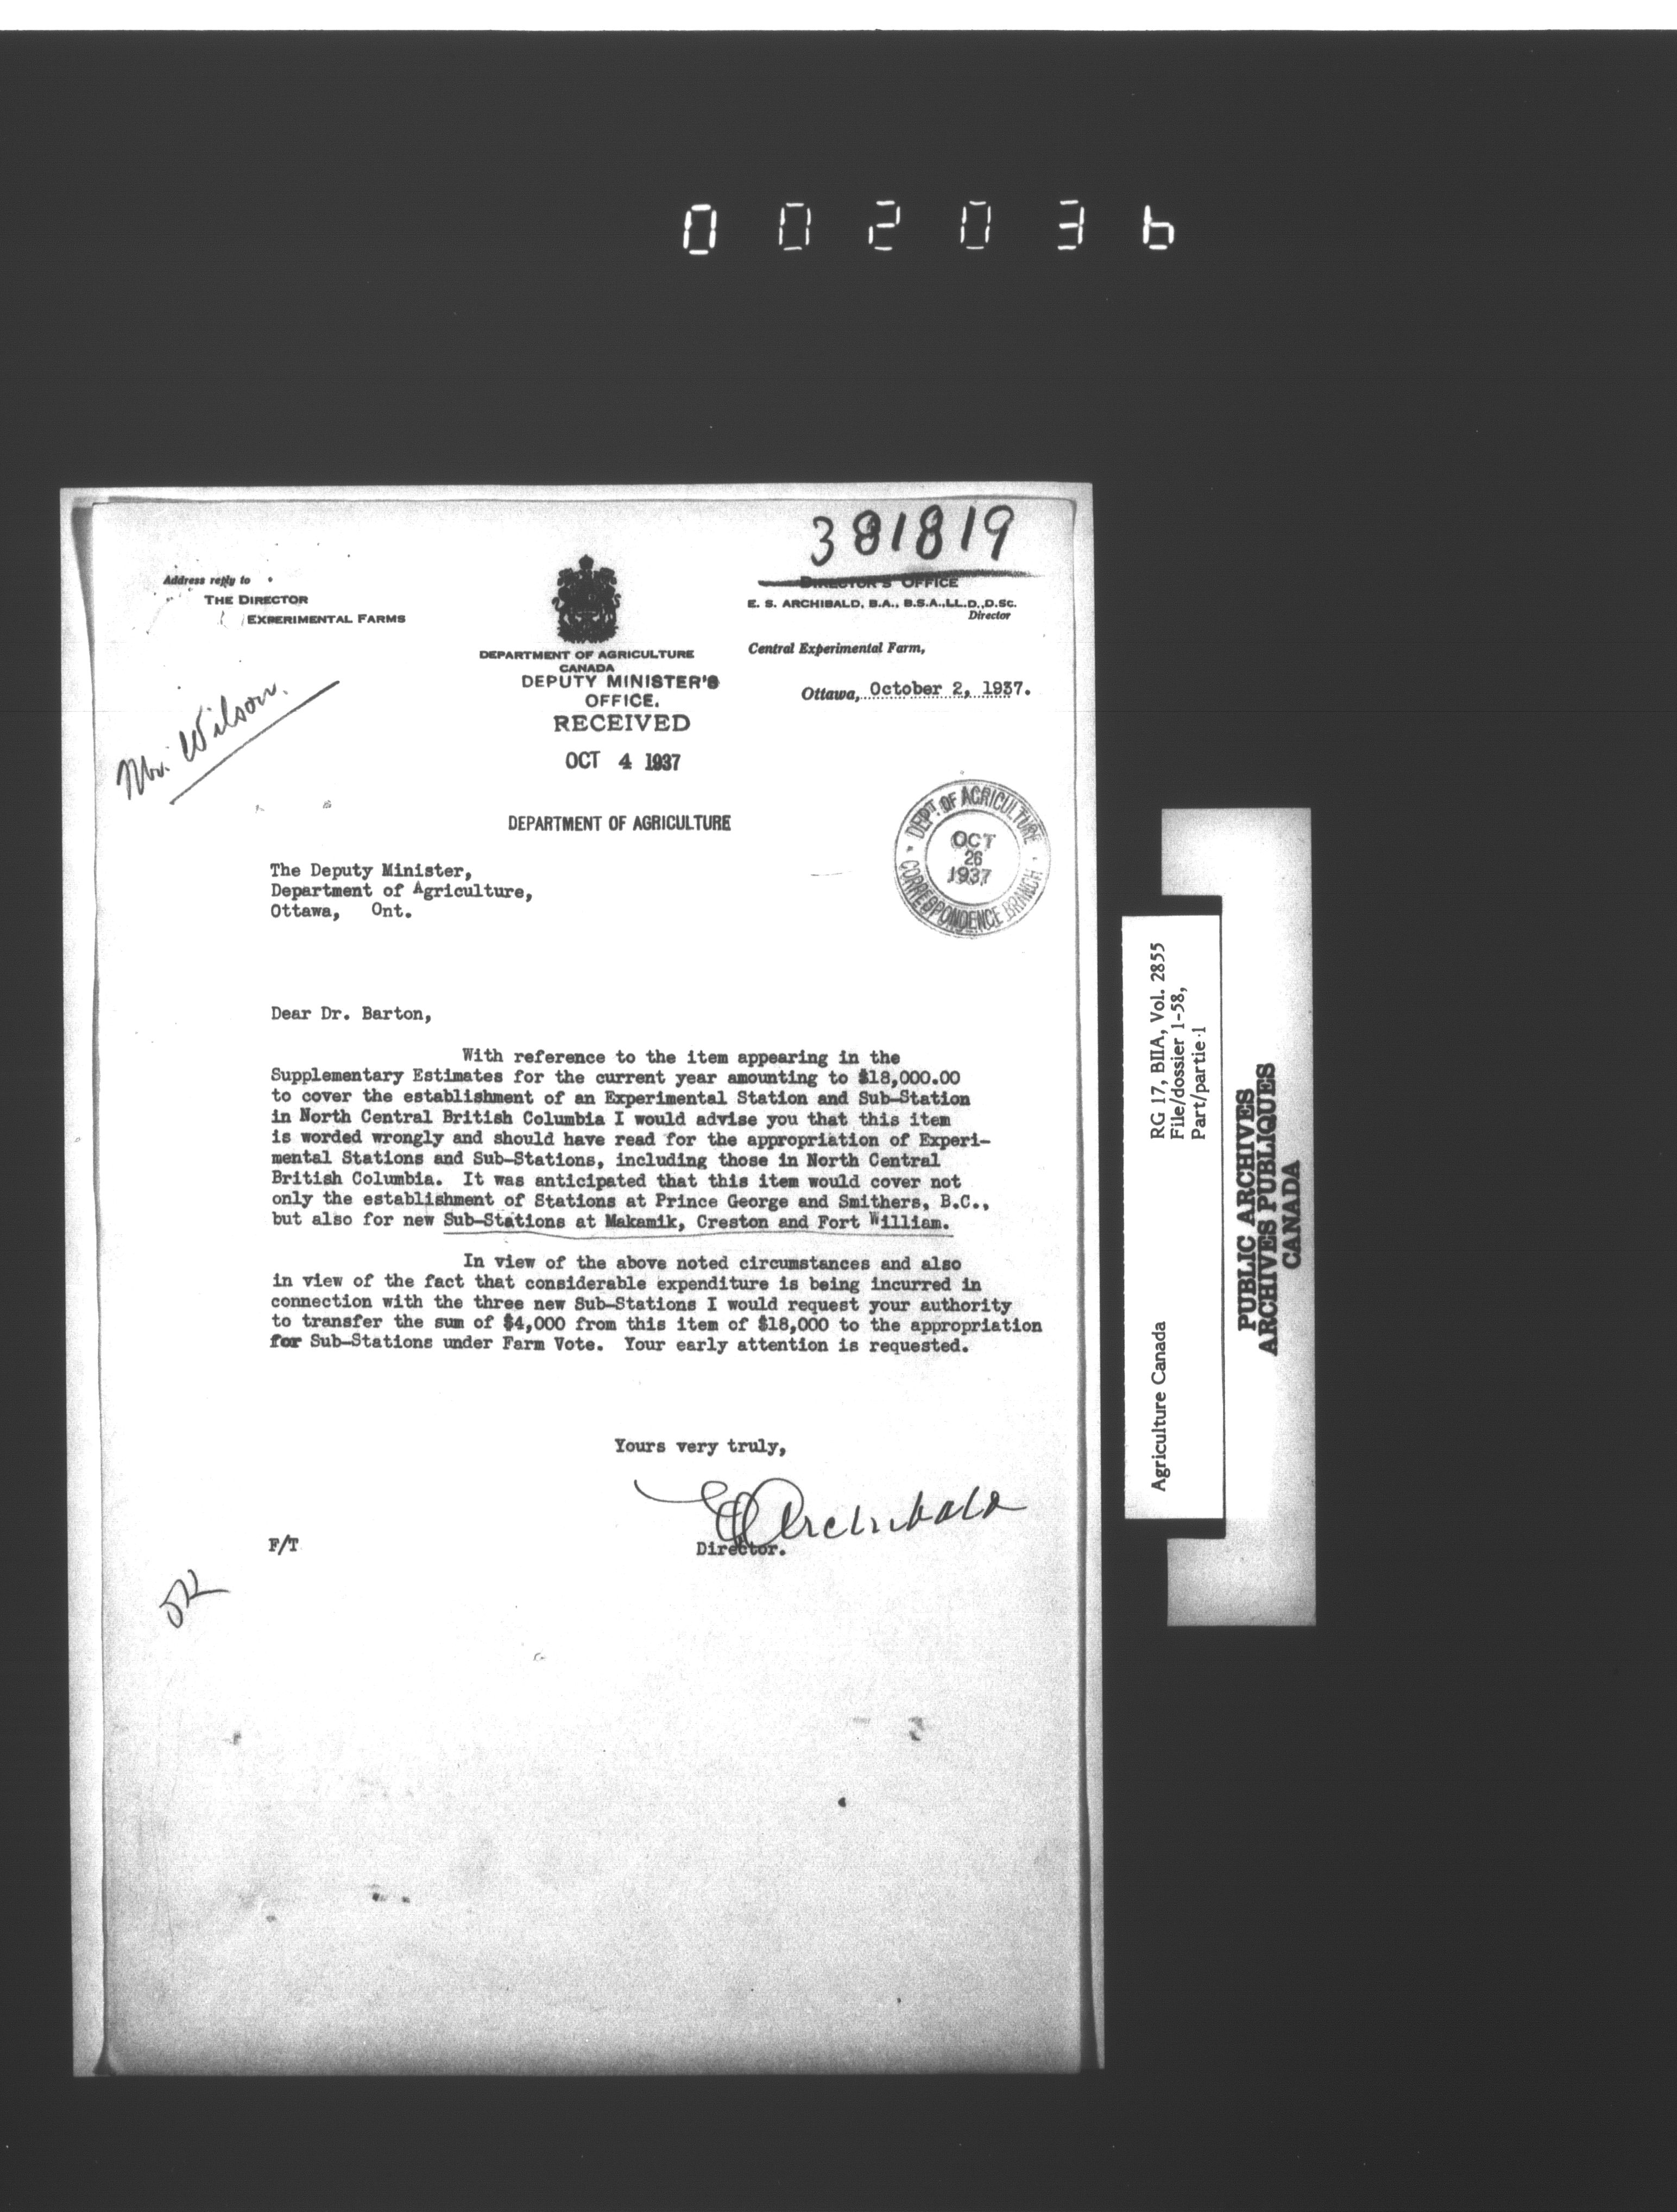 002036
381819
Address reply to
THE DIRECTOR
EXPERIMENTAL FARMS
DIRECTOR'S OFFICE
E. S. ARCHIBALD, B.A., B.S.A., LL.D., D.SC.
Director
DEPARTMENT OF AGRICULTURE
CANADA
Central Experimental Farm,
Ottawa, October 2, 1937.
DEPUTY MINISTER'S
OFFICE.
RECEIVED
OCT 4 1937
DEPARTMENT OF AGRICULTURE
Mr. Wilson.
DEPT. OF AGRICULTURE
OCT
26
1937
CORRESPONDENCE BRANCH
The Deputy Minister,
Department of Agriculture,
Ottawa, Ont.
Dear Dr. Barton,
With reference to the item appearing in the
Supplementary Estimates for the current year amounting to $18,000.00
to cover the establishment of an Experimental Station and Sub-Station
in North Central British Columbia I would advise you that this item
is worded wrongly and should have read for the appropriation of Experi-
mental Stations and Sub-Stations, including those in North Central
British Columbia. It was anticipated that this item would cover not
only the establishment of Stations at Prince George and Smithers, B.C.,
but also for new Sub-Stations at Makamik, Creston and Fort William.
In view of the above noted circumstances and also
in view of the fact that considerable expenditure is being incurred in
connection with the three new Sub-Stations I would request your authority
to transfer the sum of $4,000 from this item of $18,000 to the appropriation
for Sub-Stations under Farm Vote. Your early attention is requested.
Yours very truly,
ES Archibald
Director.
F/T
Agriculture Canada
RG 17, BIIA, Vol. 2855
File/dossier 1-58,
Part/partie 1
PUBLIC ARCHIVES
ARCHIVES PUBLIQUES
CANADA